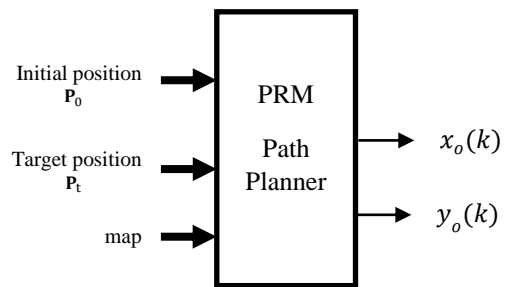 Initial position
P₀
Target position
Pₜ
map
PRM
Path
Planner
xₒ(k)
yₒ(k)